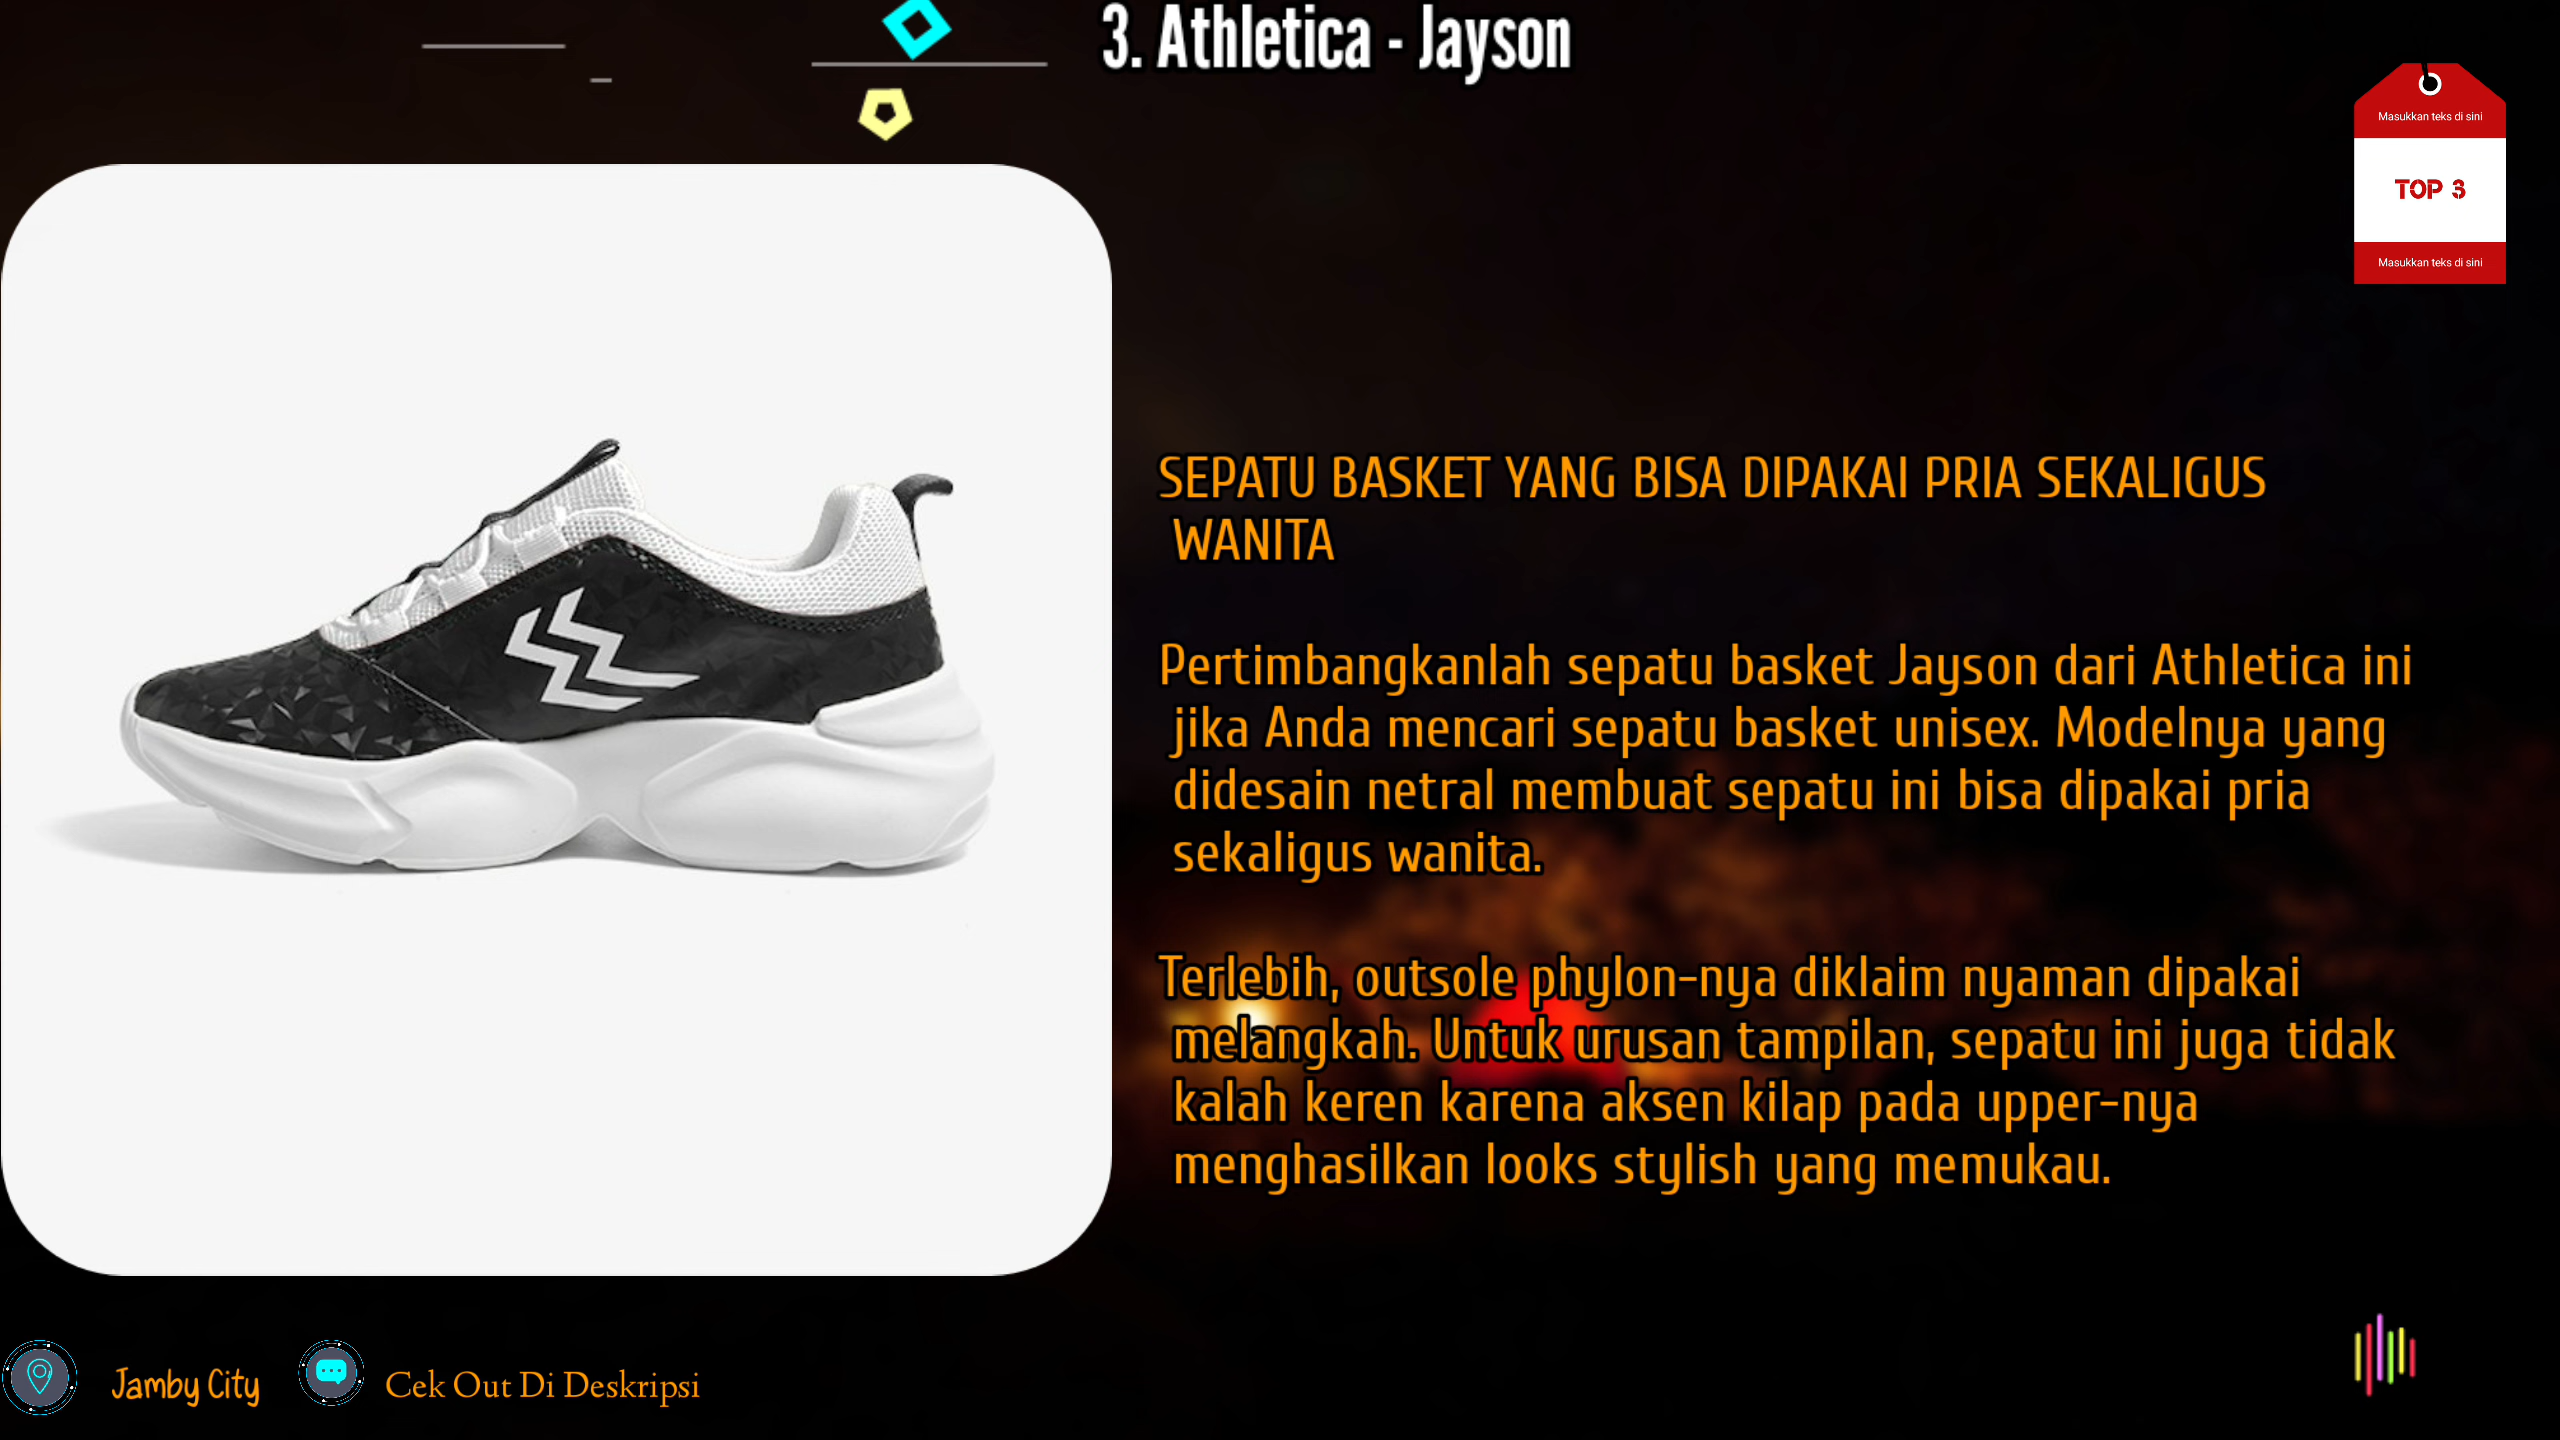 3. Athletica - Jayson
Masukkan teks di sini
TOP 3
Masukkan teks di sini
SEPATU BASKET YANG BISA DIPAKAI PRIA SEKALIGUS
WANITA
Pertimbangkanlah sepatu basket Jayson dari Athletica ini
jika Anda mencari sepatu basket unisex. Modelnya yang
didesain netral membuat sepatu ini bisa dipakai pria
sekaligus wanita.
Terlebih, outsole phylon-nya diklaim nyaman dipakai
melangkah. Untuk urusan tampilan, sepatu ini juga tidak
kalah keren karena aksen kilap pada upper-nya
menghasilkan looks stylish yang memukau.
Jamby City
Cek Out Di Deskripsi